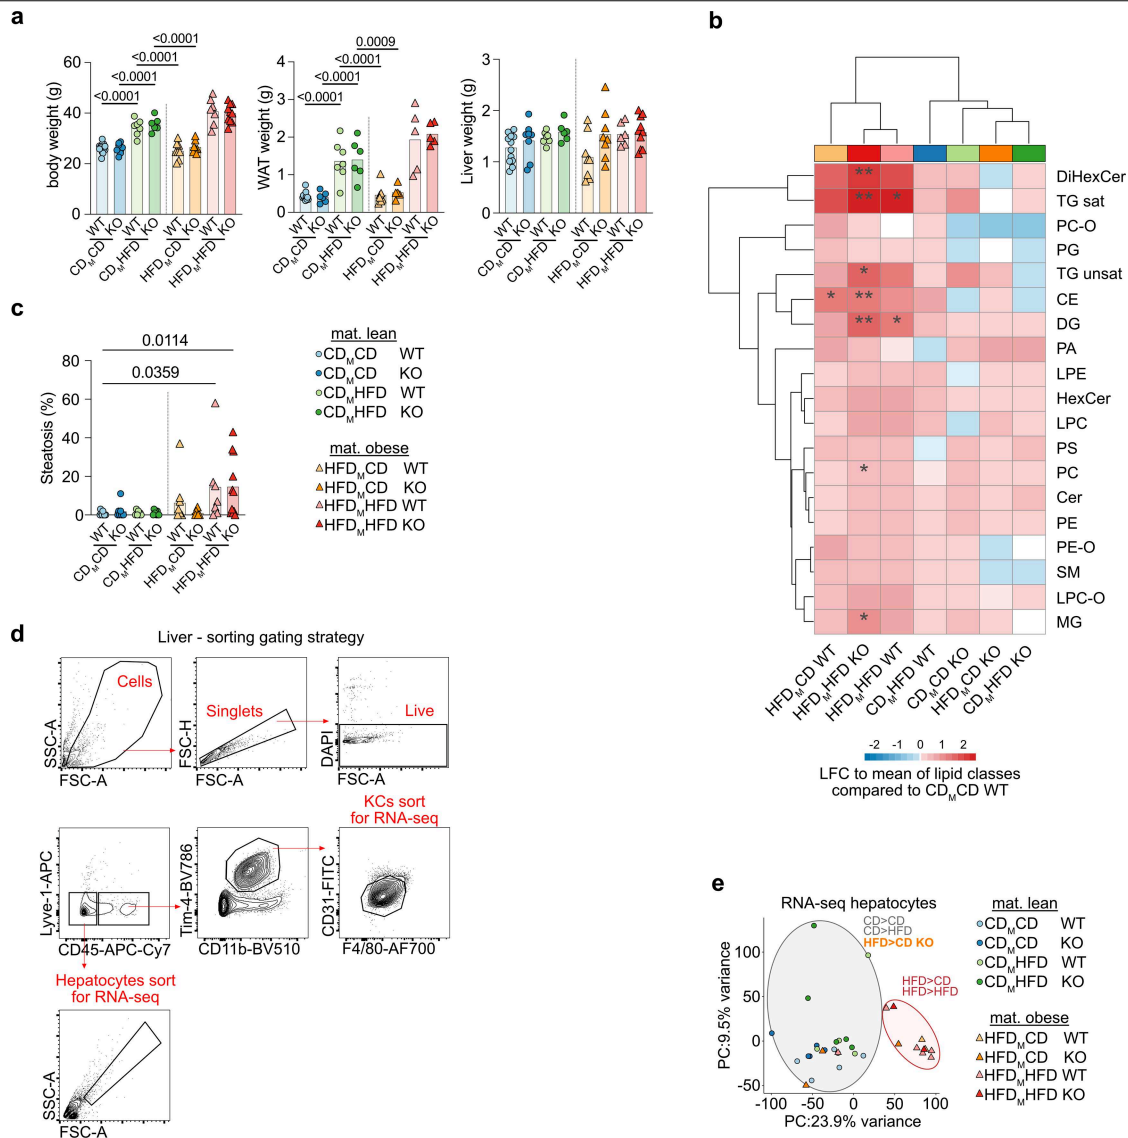 a
body weight (g)
60
40
20
0
<0.0001
<0.0001
<0.0001
<0.0001
WT
KO
WT
KO
WT
KO
WT
KO
CDMCD
CDMHFD
HFDMCD
HFDMHFD
WAT weight (g)
4
3
2
1
0
0.0009
<0.0001
<0.0001
<0.0001
WT
KO
WT
KO
WT
KO
WT
KO
CDMCD
CDMHFD
HFDMCD
HFDMHFD
Liver weight (g)
3
2
1
0
WT
KO
WT
KO
WT
KO
WT
KO
CDMCD
CDMHFD
HFDMCD
HFDMHFD
b
** DiHexCer
** * TG sat
PC-O
PG
* TG unsat
* ** CE
** * DG
PA
LPE
HexCer
LPC
PS
* PC
Cer
PE
PE-O
SM
LPC-O
* MG
HFDMCD WT
HFDMHFD KO
HFDMHFD WT
CDMHFD WT
CDMCD KO
HFDMCD KO
CDMHFD KO
-2 -1 0 1 2
LFC to mean of lipid classes
compared to CDMCD WT
c
Steatosis (%)
80
60
40
20
0
0.0114
0.0359
WT
KO
WT
KO
WT
KO
WT
KO
CDMCD
CDMHFD
HFDMCD
HFDMHFD
mat. lean
CDMCD WT
CDMCD KO
CDMHFD WT
CDMHFD KO
mat. obese
HFDMCD WT
HFDMCD KO
HFDMHFD WT
HFDMHFD KO
d
Liver - sorting gating strategy
SSC-A
Cells
FSC-A
FSC-H
Singlets
FSC-A
DAPI
Live
FSC-A
KCs sort
for RNA-seq
Lyve-1-APC
CD45-APC-Cy7
Tim-4-BV786
CD11b-BV510
CD31-FITC
F4/80-AF700
Hepatocytes sort
for RNA-seq
SSC-A
FSC-A
e
RNA-seq hepatocytes
CD>CD
CD>HFD
HFD>CD KO
HFD>CD
HFD>HFD
PC:9.5% variance
100
50
0
-50
-100 -50 0 50 100
PC:23.9% variance
mat. lean
CDMCD WT
CDMCD KO
CDMHFD WT
CDMHFD KO
mat. obese
HFDMCD WT
HFDMCD KO
HFDMHFD WT
HFDMHFD KO